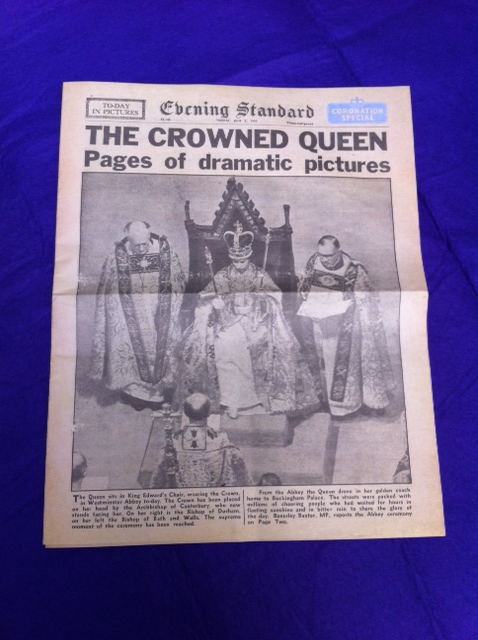 TO-DAY
IN PICTURES
Evening Standard
CORONATION
SPECIAL
THE CROWNED QUEEN
Pages of dramatic pictures
The Queen sits in King Edward's Chair, wearing the Crown,
in Westminster Abbey to-day. The Crown has been placed
on her head by the Archbishop of Canterbury, who now
stands facing her. On her right is the Bishop of Durham,
on her left the Bishop of Bath and Wells. The supreme
moment of the ceremony has been reached.
From the Abbey the Queen drove in her golden coach
home to Buckingham Palace. The streets were packed with
millions of cheering people who had waited for hours in
fleeting sunshine and in bitter rain to share the glory of
the day. Beverley Baxter, MP, reports the Abbey ceremony
on Page Two.